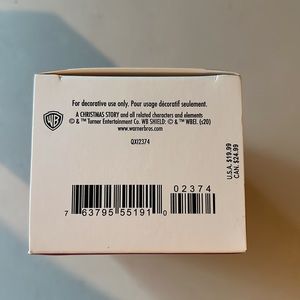 For decorative use only. Pour usage décoratif seulement.
A CHRISTMAS STORY and all related characters and elements
© & ™ Turner Entertainment Co. WB SHIELD: © & ™ WBEI. (s20)
www.warnerbros.com
QXI2374
WB
U.S.A. $19.99
CAN. $24.99
02374
7 63795 55191 0